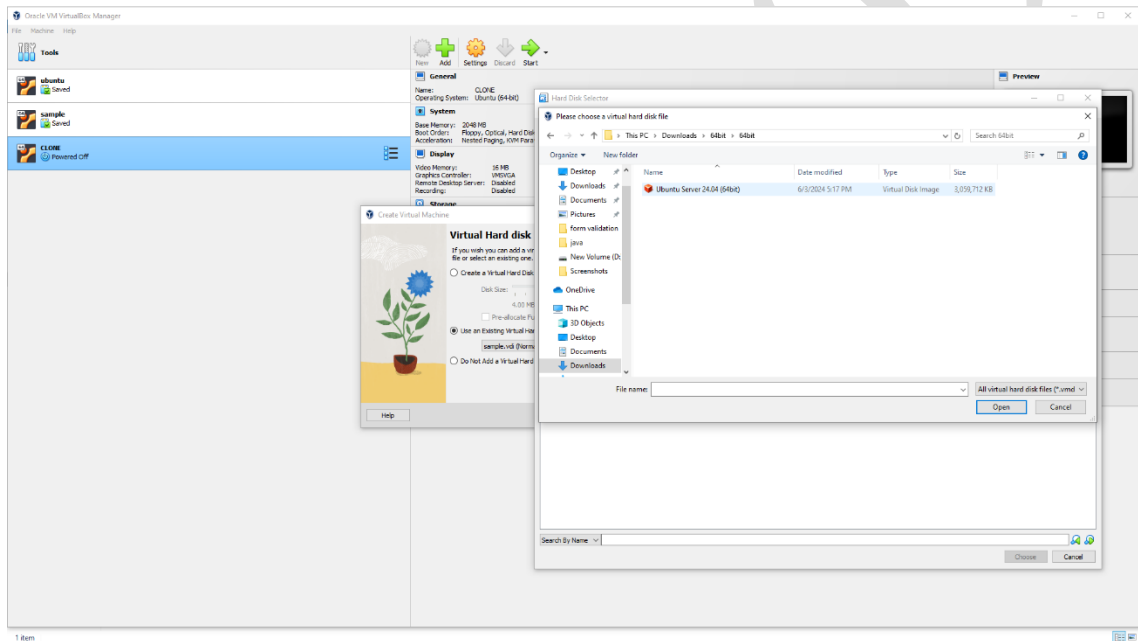 Oracle VM VirtualBox Manager
File Machine Help
Tools
New Add Settings Discard Start
ubuntu
Saved
sample
Saved
CLONE
Powered Off
General
Name: CLONE
Operating System: Ubuntu (64-bit)
System
Base Memory: 2048 MB
Boot Order: Floppy, Optical, Hard Disk
Acceleration: Nested Paging, KVM Para
Display
Video Memory: 16 MB
Graphics Controller: VMSVGA
Remote Desktop Server: Disabled
Recording: Disabled
Storage
Preview
Create Virtual Machine
Virtual Hard disk
If you wish you can add a vir
file or select an existing one.
Create a Virtual Hard Disk
Disk Size:
4.00 MB
Pre-allocate Fu
Use an Existing Virtual Har
sample.vdi (Norma
Do Not Add a Virtual Hard
Help
Hard Disk Selector
Please choose a virtual hard disk file
This PC > Downloads > 64bit > 64bit
Search 64bit
Organize New folder
Name Date modified Type Size
Ubuntu Server 24.04 (64bit) 6/3/2024 5:17 PM Virtual Disk Image 3,059,712 KB
Desktop
Downloads
Documents
Pictures
form validation
java
New Volume (D:
Screenshots
OneDrive
This PC
3D Objects
Desktop
Documents
Downloads
File name:
All virtual hard disk files (*.vmd
Open Cancel
Search By Name
Choose Cancel
1 item